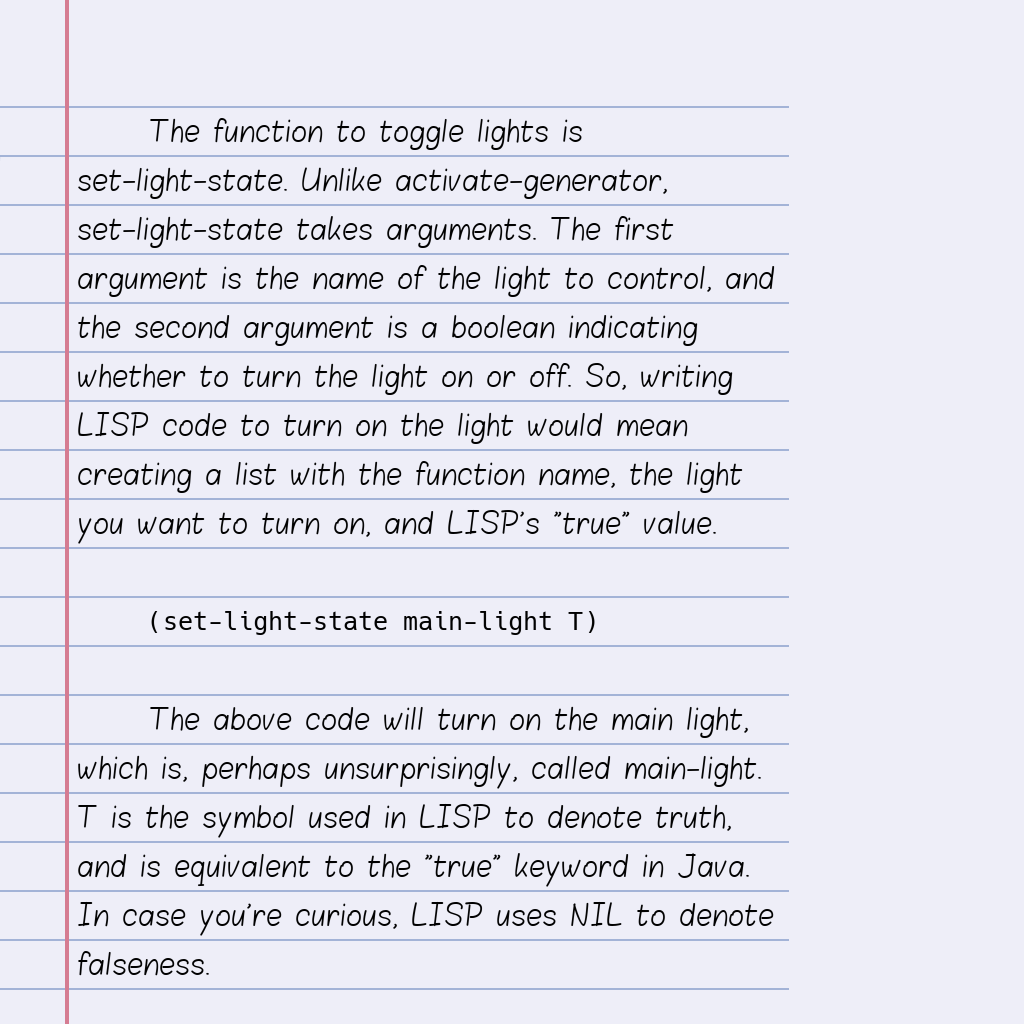 The function to toggle lights is
set-light-state. Unlike activate-generator,
set-light-state takes arguments. The first
argument is the name of the light to control, and
the second argument is a boolean indicating
whether to turn the light on or off. So, writing
LISP code to turn on the light would mean
creating a list with the function name, the light
you want to turn on, and LISP's "true" value.
(set-light-state main-light T)
The above code will turn on the main light,
which is, perhaps unsurprisingly, called main-light.
T is the symbol used in LISP to denote truth,
and is equivalent to the "true" keyword in Java.
In case you're curious, LISP uses NIL to denote
falseness.